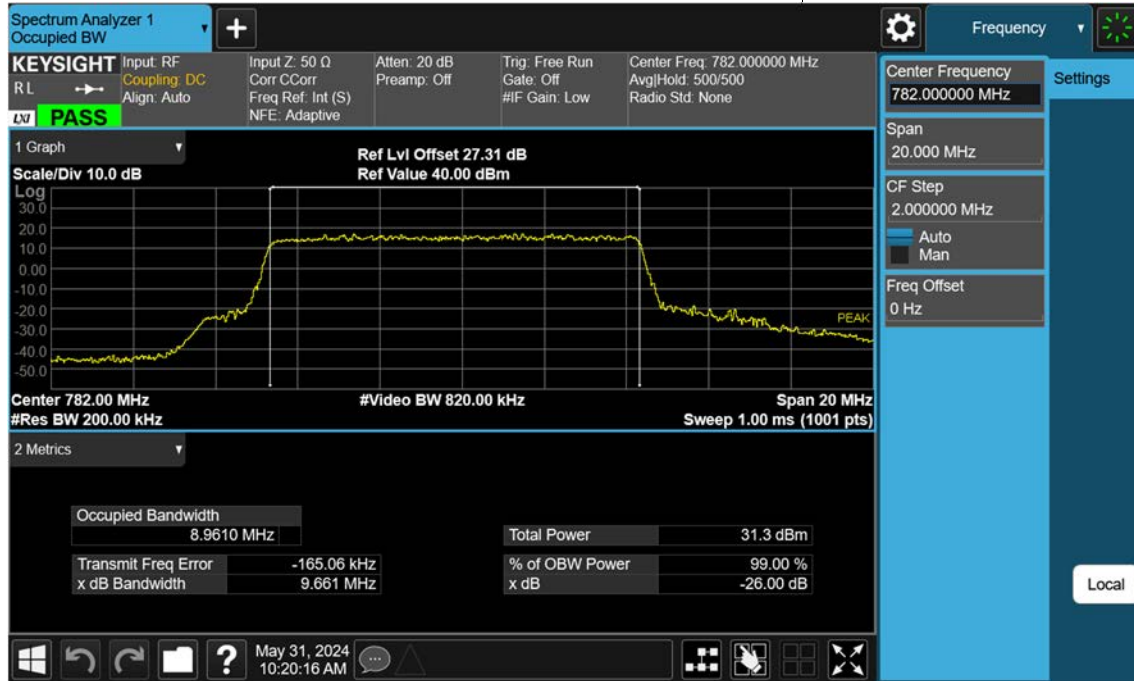 Spectrum Analyzer 1
Occupied BW
Frequency
KEYSIGHT
R L
LXI PASS
Input: RF
Coupling: DC
Align: Auto
Input Z: 50 Ω
Corr CCorr
Freq Ref: Int (S)
NFE: Adaptive
Atten: 20 dB
Preamp: Off
Trig: Free Run
Gate: Off
#IF Gain: Low
Center Freq: 782.000000 MHz
Avg|Hold: 500/500
Radio Std: None
Center Frequency
782.000000 MHz
Settings
Span
20.000 MHz
CF Step
2.000000 MHz
Auto
Man
Freq Offset
0 Hz
1 Graph
Scale/Div 10.0 dB
Ref Lvl Offset 27.31 dB
Ref Value 40.00 dBm
Log
30.0
20.0
10.0
0.00
-10.0
-20.0
-30.0
-40.0
-50.0
PEAK
Center 782.00 MHz
#Video BW 820.00 kHz
Span 20 MHz
#Res BW 200.00 kHz
Sweep 1.00 ms (1001 pts)
2 Metrics
Occupied Bandwidth
8.9610 MHz
Total Power 31.3 dBm
Transmit Freq Error -165.06 kHz
% of OBW Power 99.00 %
x dB Bandwidth 9.661 MHz
x dB -26.00 dB
Local
?
May 31, 2024
10:20:16 AM